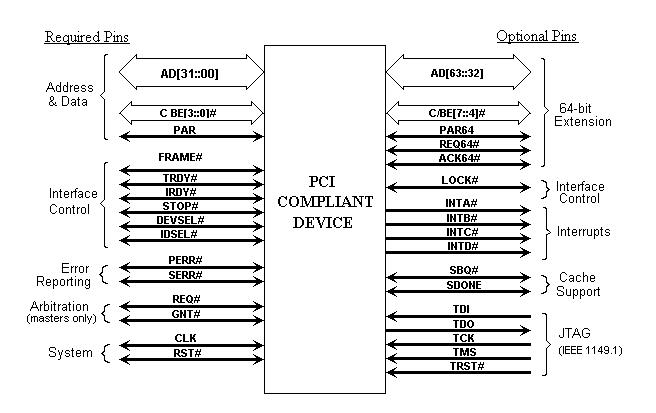 Required Pins
Optional Pins
Address
& Data
AD[31::00]
C BE[3::0]#
PAR
Interface
Control
FRAME#
TRDY#
IRDY#
STOP#
DEVSEL#
IDSEL#
Error
Reporting
PERR#
SERR#
Arbitration
(masters only)
REQ#
GNT#
System
CLK
RST#
PCI
COMPLIANT
DEVICE
AD[63::32]
C/BE[7::4]#
PAR64
REQ64#
ACK64#
64-bit
Extension
LOCK#
Interface
Control
INTA#
INTB#
INTC#
INTD#
Interrupts
SBQ#
SDONE
Cache
Support
TDI
TDO
TCK
TMS
TRST#
JTAG
(IEEE 1149.1)